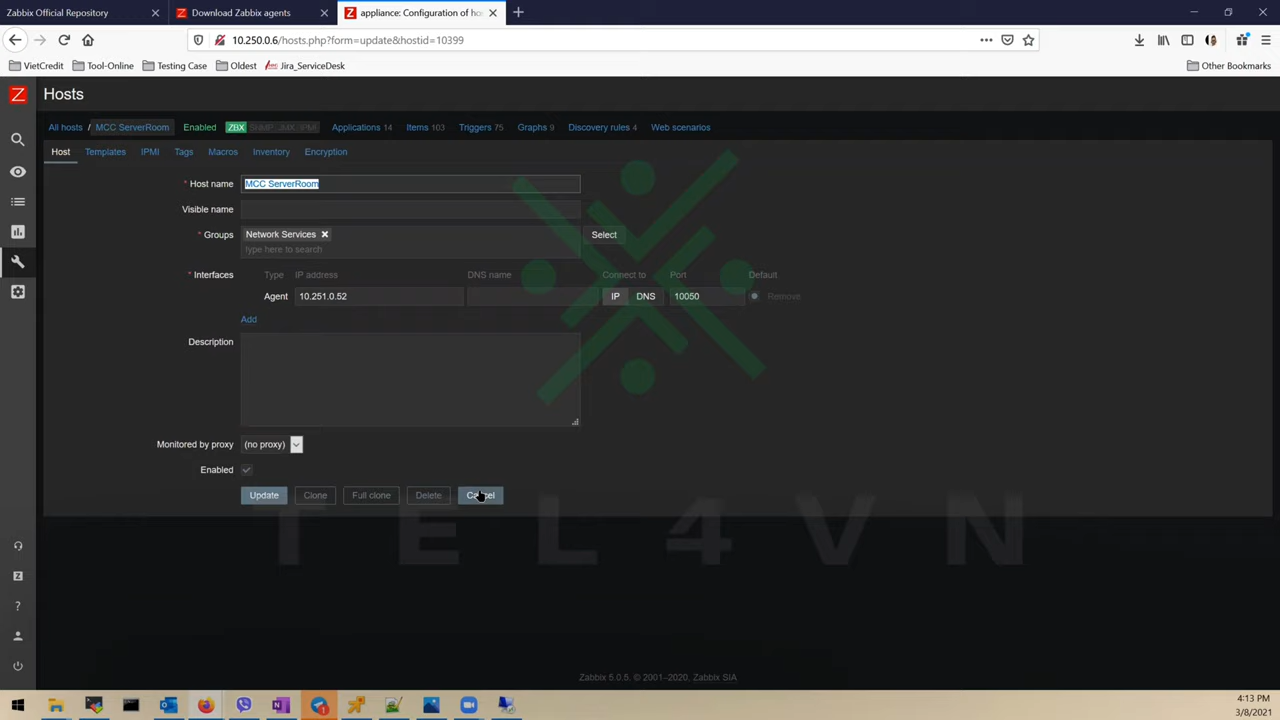 Zabbix Official Repository
Download Zabbix agents
appliance: Configuration of ho
10.250.0.6/hosts.php?form=update&hostid=10399
VietCredit
Tool-Online
Testing Case
Oldest
Jira_ServiceDesk
Other Bookmarks
Z
Hosts
All hosts / MCC ServerRoom Enabled ZBX SNMP JMX IPMI Applications 14 Items 103 Triggers 75 Graphs 9 Discovery rules 4 Web scenarios
Host Templates IPMI Tags Macros Inventory Encryption
* Host name MCC ServerRoom
Visible name
* Groups Network Services Select
type here to search
* Interfaces Type IP address DNS name Connect to Port Default
Agent 10.251.0.52 IP DNS 10050 Remove
Add
Description
Monitored by proxy (no proxy)
Enabled
Update Clone Full clone Delete Cancel
TEL4VN
Z
?
Zabbix 5.0.5. © 2001–2020, Zabbix SIA
4:13 PM
3/8/2021